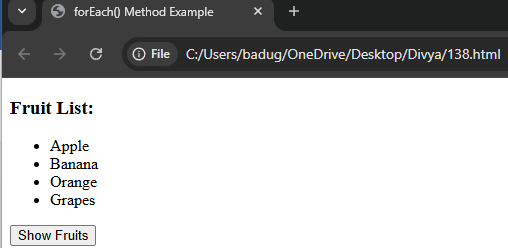 forEach() Method Example
File C:/Users/badug/OneDrive/Desktop/Divya/138.html
Fruit List:
Apple
Banana
Orange
Grapes
Show Fruits